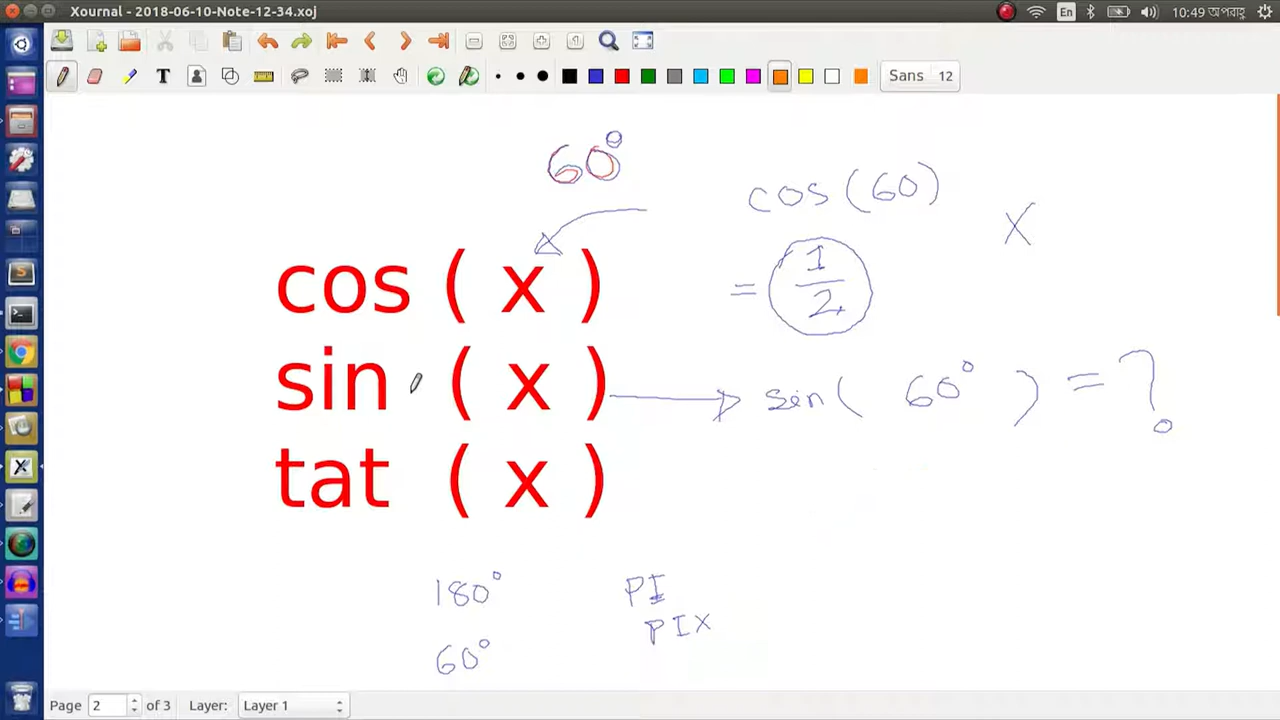 Xournal - 2018-06-10-Note-12-34.xoj
En
10:49 অপরাহ্ণ
T
Sans 12
60°
cos(60)
X
cos ( x )
= 1
2
sin ( x )
sin( 60° ) = ?
tat ( x )
180°
PI
PIX
60°
Page 2 of 3 Layer: Layer 1